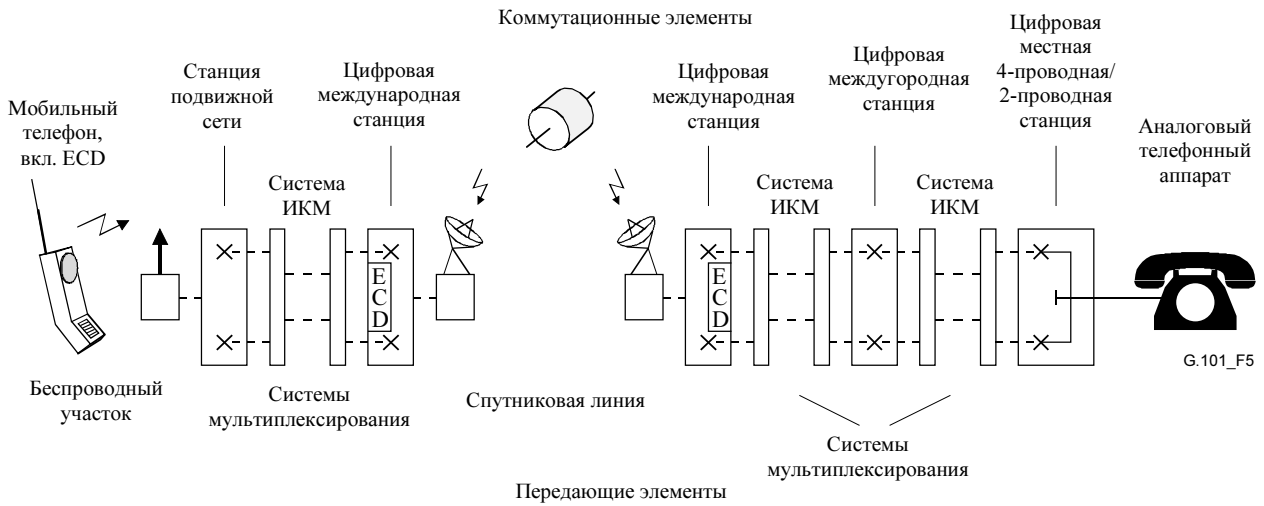 Коммутационные элементы
Мобильный
телефон,
вкл. ECD
Станция
подвижной
сети
Цифровая
международная
станция
Цифровая
международная
станция
Цифровая
междугородная
станция
Цифровая
местная
4-проводная/
2-проводная
станция
Аналоговый
телефонный
аппарат
Система
ИКМ
Система
ИКМ
Система
ИКМ
E
C
D
E
C
D
G.101_F5
Беспроводный
участок
Системы
мультиплексирования
Спутниковая линия
Системы
мультиплексирования
Передающие элементы